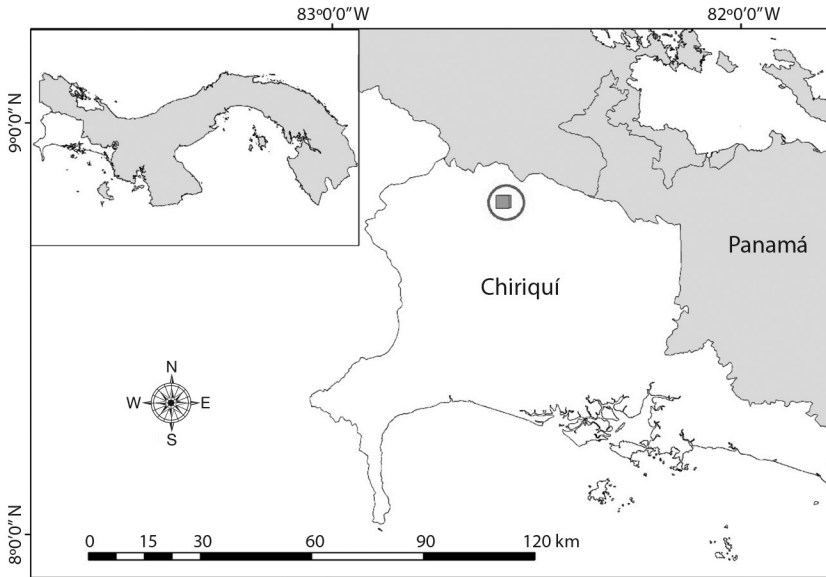 83º0'0" W
82º0'0" W
9º0'0" N
Panamá
Chiriquí
N
W
E
S
8º0'0" N
0 15 30 60 90 120 km